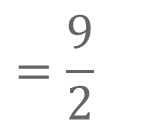 = 9/2